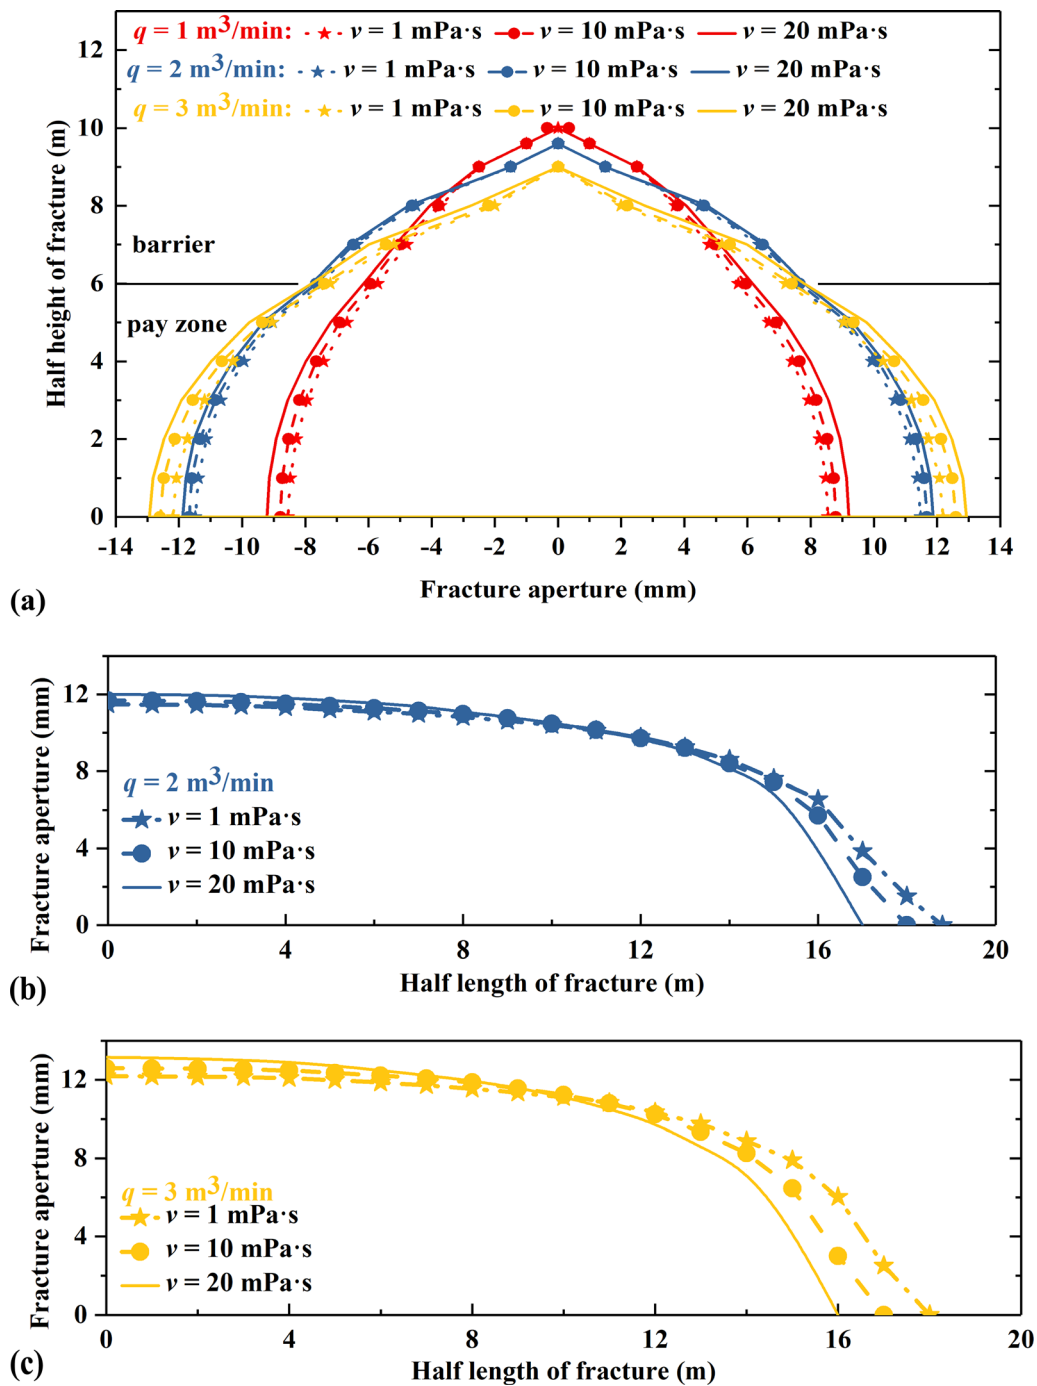 12
q = 1 m³/min: v = 1 mPa·s v = 10 mPa·s v = 20 mPa·s
q = 2 m³/min: v = 1 mPa·s v = 10 mPa·s v = 20 mPa·s
q = 3 m³/min: v = 1 mPa·s v = 10 mPa·s v = 20 mPa·s
10
8
barrier
6
pay zone
4
2
0
Half height of fracture (m)
-14 -12 -10 -8 -6 -4 -2 0 2 4 6 8 10 12 14
Fracture aperture (mm)
(a)
12
8
4
0
Fracture aperture (mm)
q = 2 m³/min
v = 1 mPa·s
v = 10 mPa·s
v = 20 mPa·s
0 4 8 12 16 20
Half length of fracture (m)
(b)
12
8
4
0
Fracture aperture (mm)
q = 3 m³/min
v = 1 mPa·s
v = 10 mPa·s
v = 20 mPa·s
0 4 8 12 16 20
Half length of fracture (m)
(c)